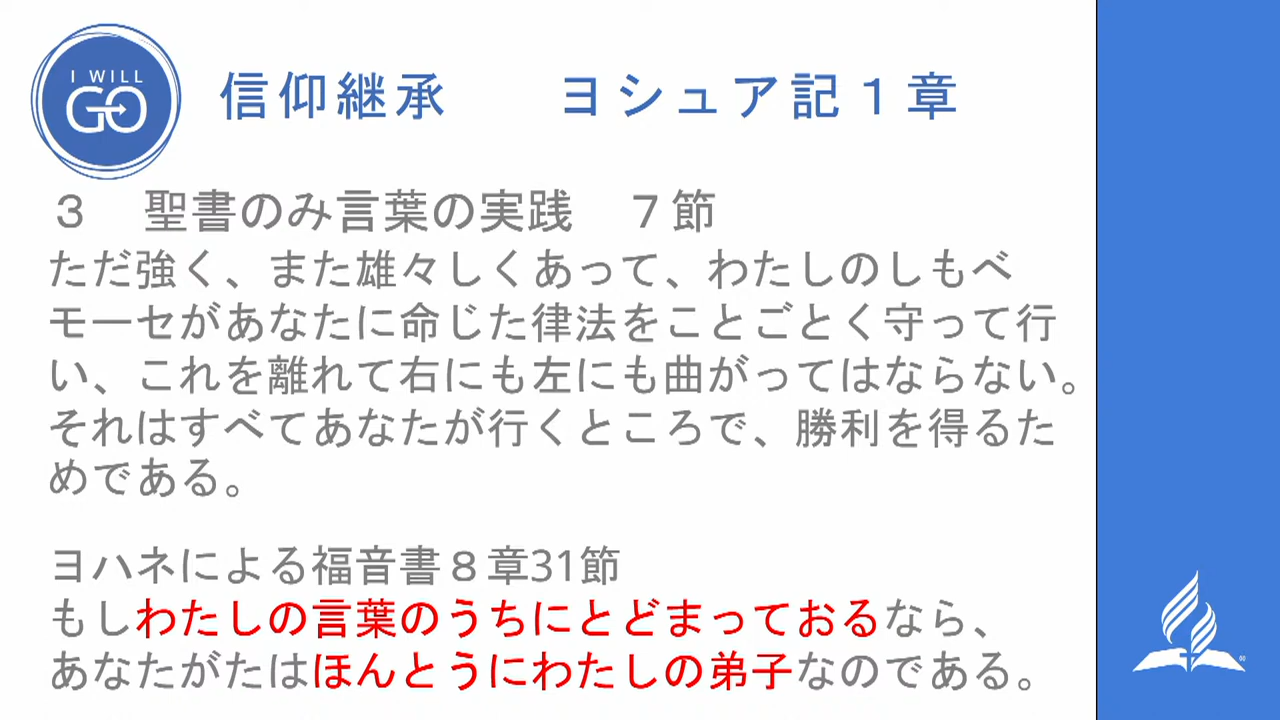 I WILL
GO
信仰継承　　ヨシュア記１章
３　聖書のみ言葉の実践　７節
ただ強く、また雄々しくあって、わたしのしもべ
モーセがあなたに命じた律法をことごとく守って行
い、これを離れて右にも左にも曲がってはならない。
それはすべてあなたが行くところで、勝利を得るた
めである。
ヨハネによる福音書８章31節
もしわたしの言葉のうちにとどまっておるなら、
あなたがたはほんとうにわたしの弟子なのである。